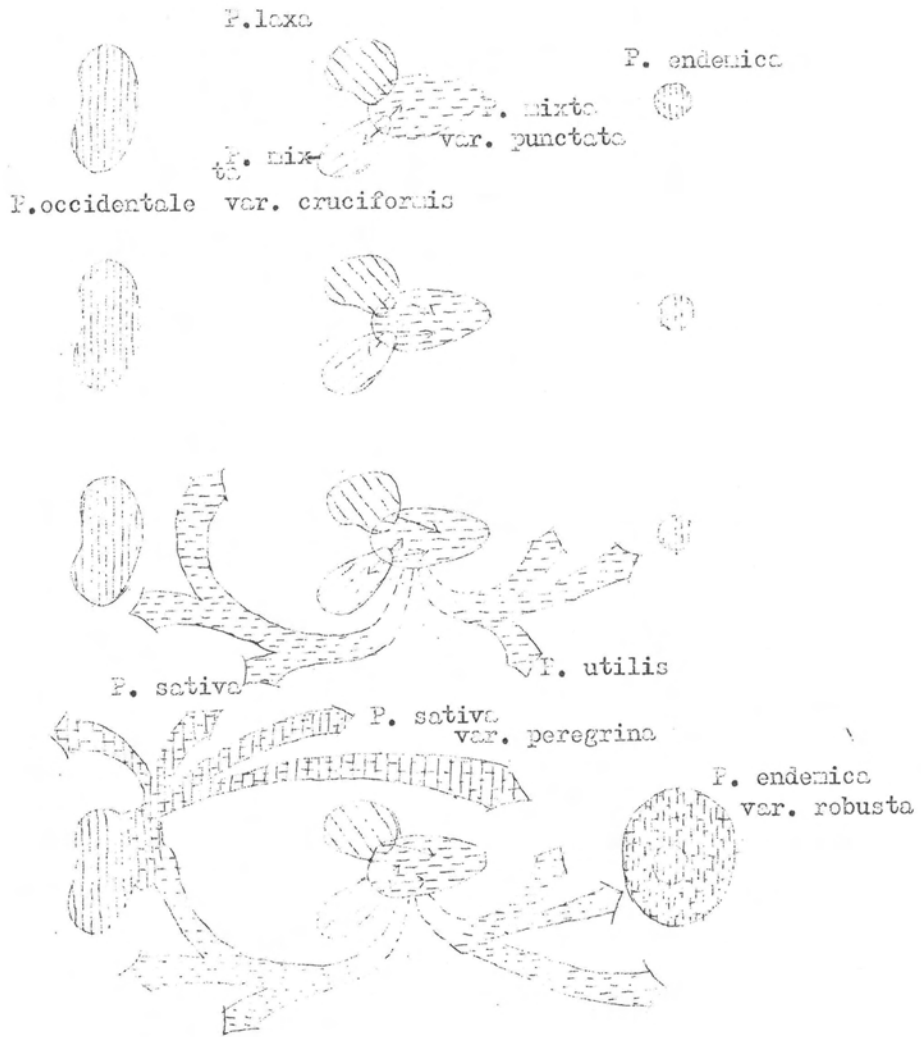 P.laxa
P. endemica
P. mixta
var. punctata
P. mix-
ta
P.occidentale var. cruciformis
P. utilis
P. sativa
P. sativa
var. peregrina
P. endemica
var. robusta